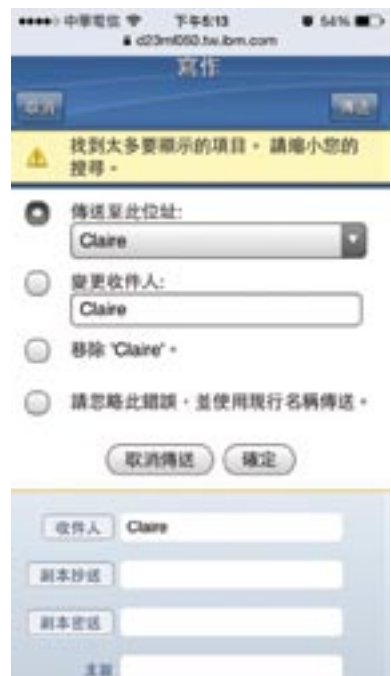 中華電信 下午5:13 54%
d23ml050.tw.ibm.com
寫作
取消 傳送
找到太多要顯示的項目。 請縮小您的
搜尋。
傳送至此位址:
Claire
變更收件人:
Claire
移除 'Claire'。
請忽略此錯誤，並使用現行名稱傳送。
取消傳送 確定
收件人 Claire
副本抄送
副本密送
主旨